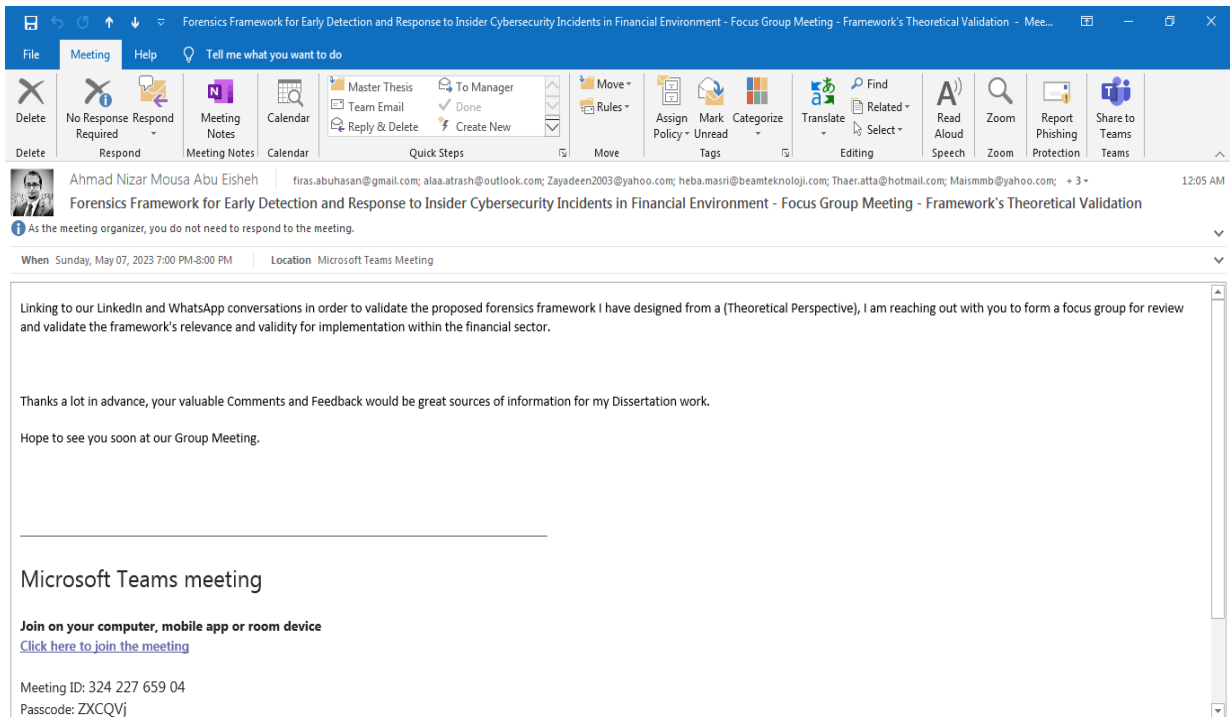 Forensics Framework for Early Detection and Response to Insider Cybersecurity Incidents in Financial Environment - Focus Group Meeting - Framework's Theoretical Validation - Mee...
File Meeting Help Tell me what you want to do
Delete
No Response Required
Respond
Meeting Notes
Calendar
Master Thesis
To Manager
Team Email
Done
Reply & Delete
Create New
Move
Rules
Assign Policy
Mark Unread
Categorize
Translate
Find
Related
Select
Read Aloud
Zoom
Report Phishing
Share to Teams
Delete Respond Meeting Notes Calendar Quick Steps Move Tags Editing Speech Zoom Protection Teams
Ahmad Nizar Mousa Abu Eisheh firas.abuhasan@gmail.com; alaa.atrash@outlook.com; Zayadeen2003@yahoo.com; heba.masri@beamteknoloji.com; Thaer.atta@hotmail.com; Maismmb@yahoo.com; + 3 12:05 AM
Forensics Framework for Early Detection and Response to Insider Cybersecurity Incidents in Financial Environment - Focus Group Meeting - Framework's Theoretical Validation
As the meeting organizer, you do not need to respond to the meeting.
When Sunday, May 07, 2023 7:00 PM-8:00 PM Location Microsoft Teams Meeting
Linking to our LinkedIn and WhatsApp conversations in order to validate the proposed forensics framework I have designed from a (Theoretical Perspective), I am reaching out with you to form a focus group for review
and validate the framework's relevance and validity for implementation within the financial sector.
Thanks a lot in advance, your valuable Comments and Feedback would be great sources of information for my Dissertation work.
Hope to see you soon at our Group Meeting.
Microsoft Teams meeting
Join on your computer, mobile app or room device
Click here to join the meeting
Meeting ID: 324 227 659 04
Passcode: ZXCQVj